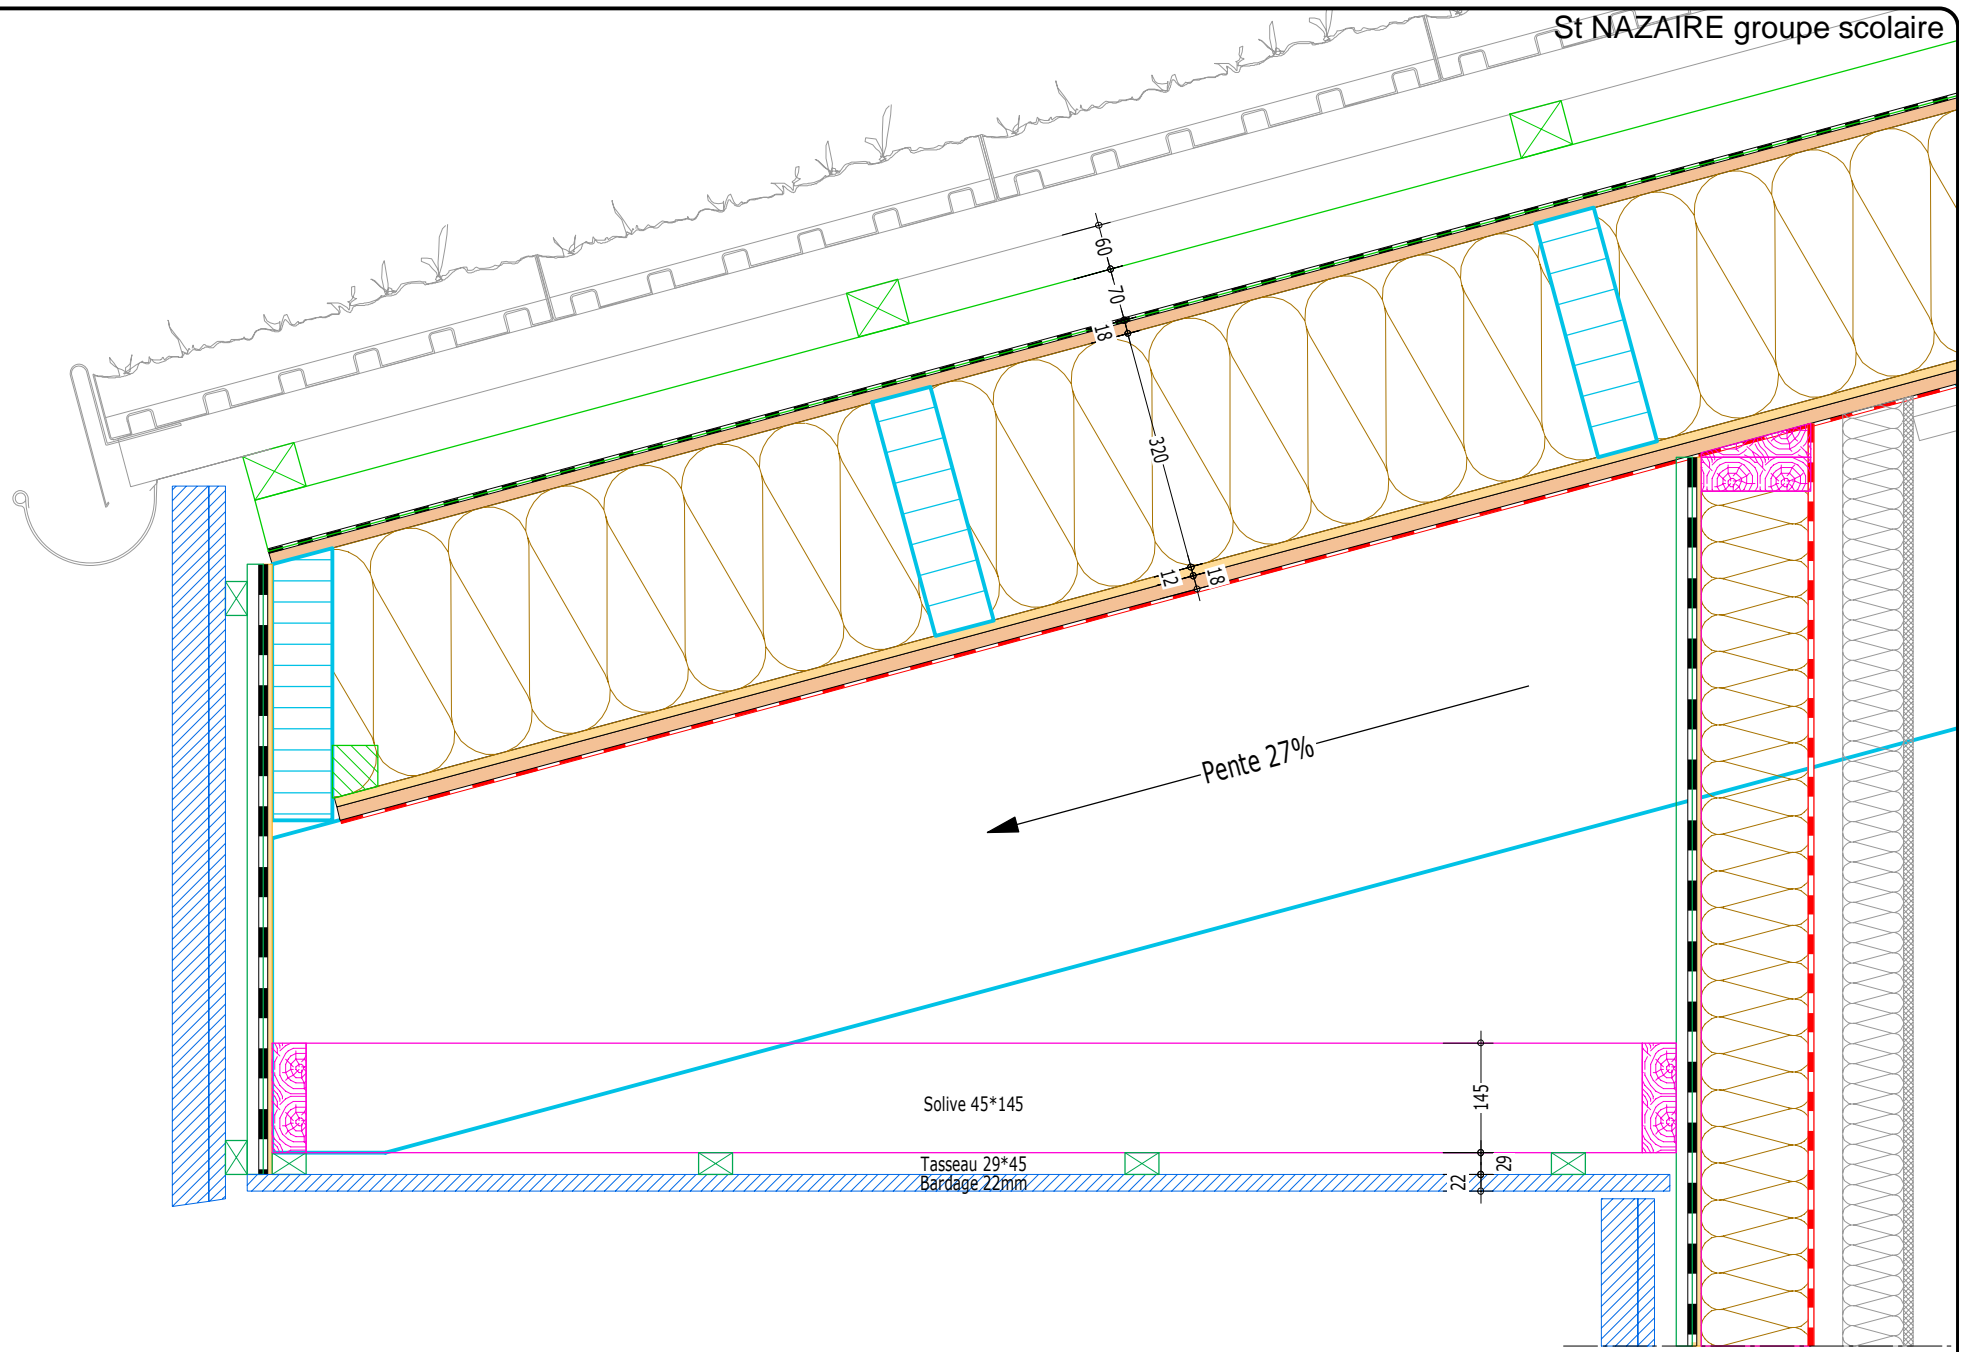 St NAZAIRE groupe scolaire
60
70
18
320
12
18
Pente 27%
Solive 45*145
145
Tasseau 29*45
29
Bardage 22mm
22